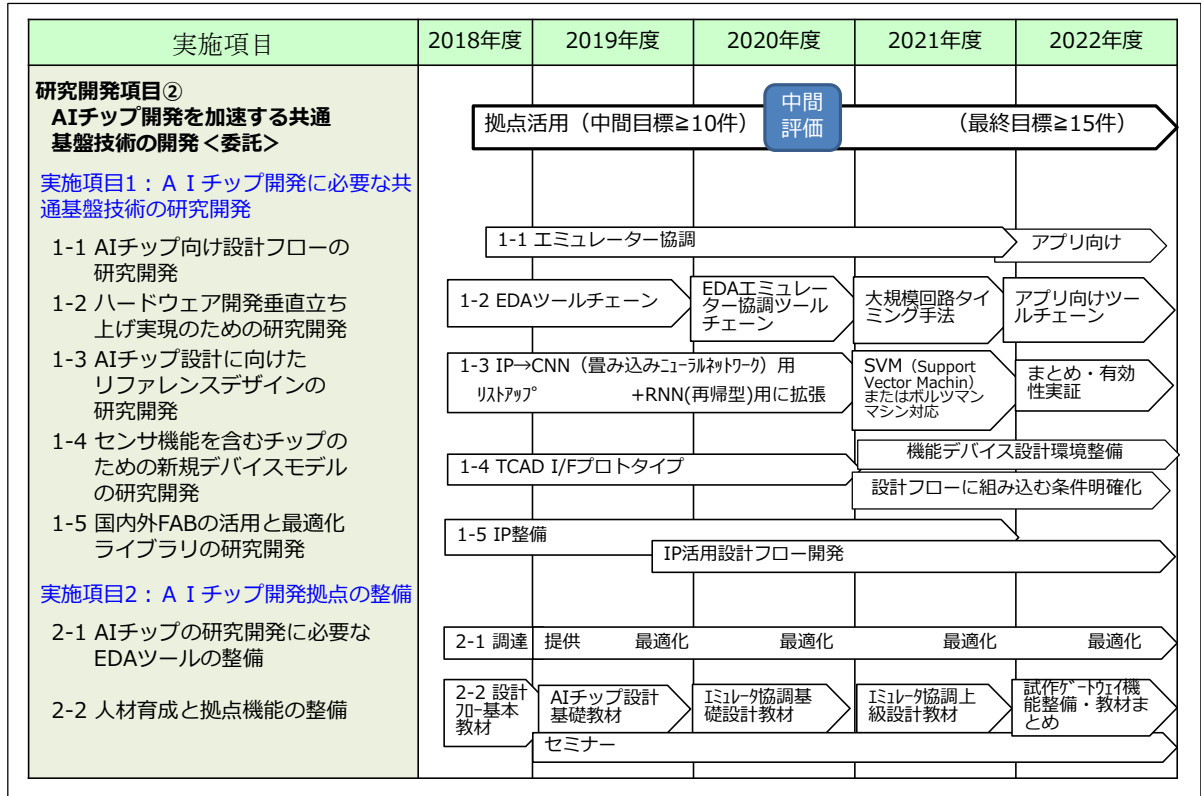 実施項目
2018年度
2019年度
2020年度
2021年度
2022年度
研究開発項目②
AIチップ開発を加速する共通
基盤技術の開発<委託>
拠点活用（中間目標≧10件）
中間
評価
（最終目標≧15件）
実施項目1：ＡＩチップ開発に必要な共
通基盤技術の研究開発
1-1 AIチップ向け設計フローの
研究開発
1-1 エミュレーター協調
アプリ向け
1-2 ハードウェア開発垂直立ち
上げ実現のための研究開発
1-2 EDAツールチェーン
EDAエミュレー
ター協調ツール
チェーン
大規模回路タイ
ミング手法
アプリ向けツー
ルチェーン
1-3 AIチップ設計に向けた
リファレンスデザインの
研究開発
1-3 IP→CNN（畳み込みﾆｭｰﾗﾙﾈｯﾄﾜｰｸ）用
ﾘｽﾄｱｯﾌﾟ +RNN(再帰型)用に拡張
SVM（Support
Vector Machin）
またはボルツマン
マシン対応
まとめ・有効
性実証
1-4 センサ機能を含むチップの
ための新規デバイスモデル
の研究開発
1-4 TCAD I/Fプロトタイプ
機能デバイス設計環境整備
設計フローに組み込む条件明確化
1-5 国内外FABの活用と最適化
ライブラリの研究開発
1-5 IP整備
IP活用設計フロー開発
実施項目2：ＡＩチップ開発拠点の整備
2-1 AIチップの研究開発に必要な
EDAツールの整備
2-1 調達
提供 最適化 最適化 最適化 最適化
2-2 人材育成と拠点機能の整備
2-2 設計
ﾌﾛｰ基本
教材
AIチップ設計
基礎教材
ｴﾐｭﾚｰﾀ協調基
礎設計教材
ｴﾐｭﾚｰﾀ協調上
級設計教材
試作ｹﾞｰﾄｳｪｲ機
能整備・教材ま
とめ
セミナー